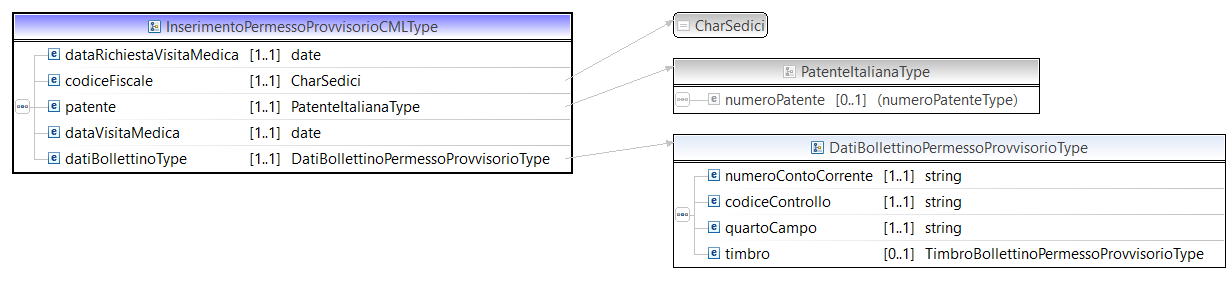 InserimentoPermessoProvvisorioCMLType
dataRichiestaVisitaMedica [1..1] date
codiceFiscale [1..1] CharSedici
patente [1..1] PatenteItalianaType
dataVisitaMedica [1..1] date
datiBollettinoType [1..1] DatiBollettinoPermessoProvvisorioType
CharSedici
PatenteItalianaType
numeroPatente [0..1] (numeroPatenteType)
DatiBollettinoPermessoProvvisorioType
numeroContoCorrente [1..1] string
codiceControllo [1..1] string
quartoCampo [1..1] string
timbro [0..1] TimbroBollettinoPermessoProvvisorioType